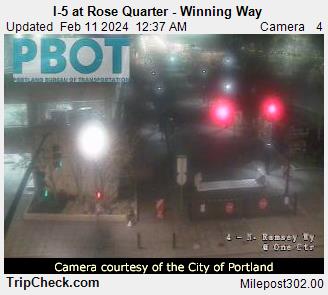 I-5 at Rose Quarter - Winning Way
Updated Feb 11 2024 12:37 AM Camera 4
PBOT
PORTLAND BUREAU OF TRANSPORTATION
4 - N. Ramsey Wy
@ One Ctr
Camera courtesy of the City of Portland
TripCheck.com Milepost302.00